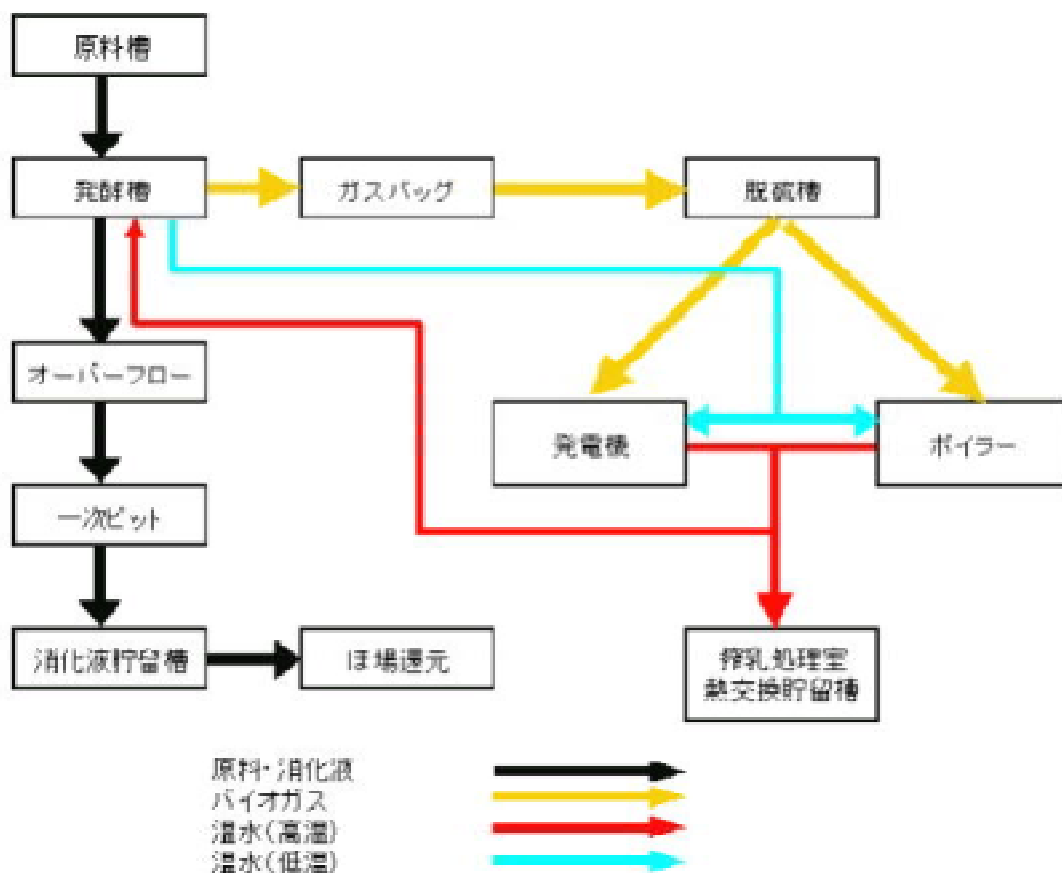 原料槽
発酵槽
ガスバッグ
脱硫槽
オーバーフロー
発電機
ボイラー
一次ピット
消化液貯留槽
ほ場還元
搾乳処理室
熱交換貯留槽
原料・消化液
バイオガス
温水(高温)
温水(低温)